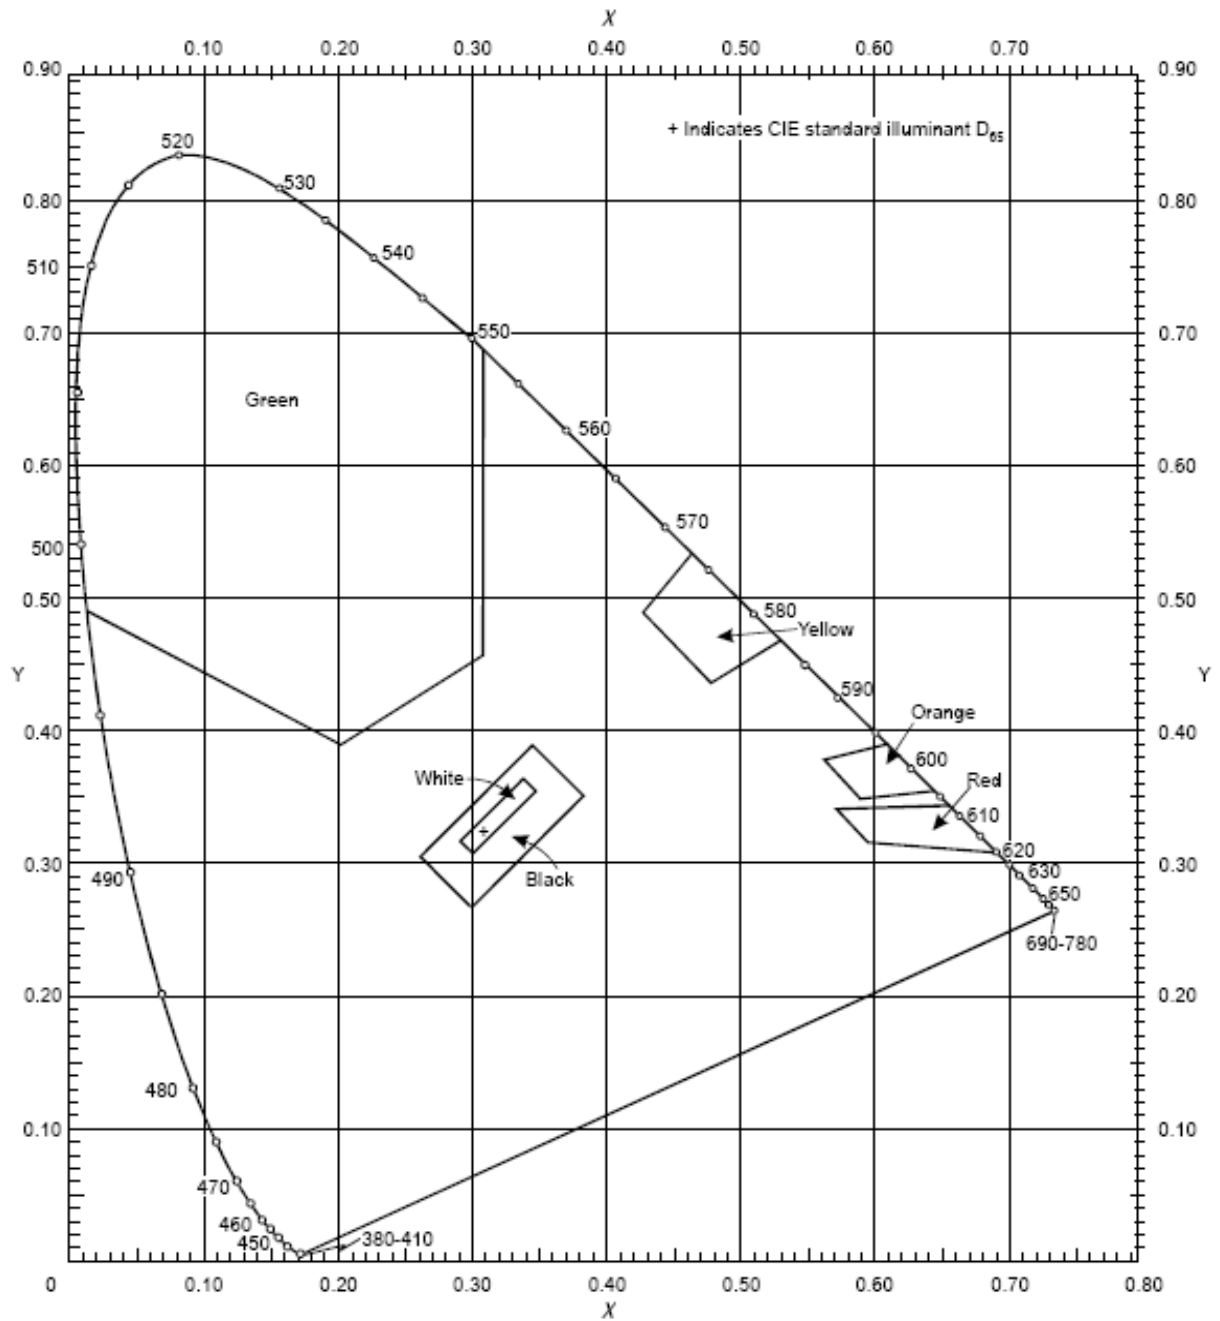 X
0.10 0.20 0.30 0.40 0.50 0.60 0.70
0.90 0.90
+ Indicates CIE standard illuminant D65
520
530
0.80 0.80
540
510
0.70 550 0.70
Green
560
0.60 0.60
570
500
0.50 0.50
580
Yellow
Y Y
590
Orange
0.40 0.40
600
White Red
610
620
0.30 0.30
490 Black 630
650
690-780
0.20 0.20
480
0.10 0.10
470
460
450 380-410
0 0.10 0.20 0.30 0.40 0.50 0.60 0.70 0.80
X